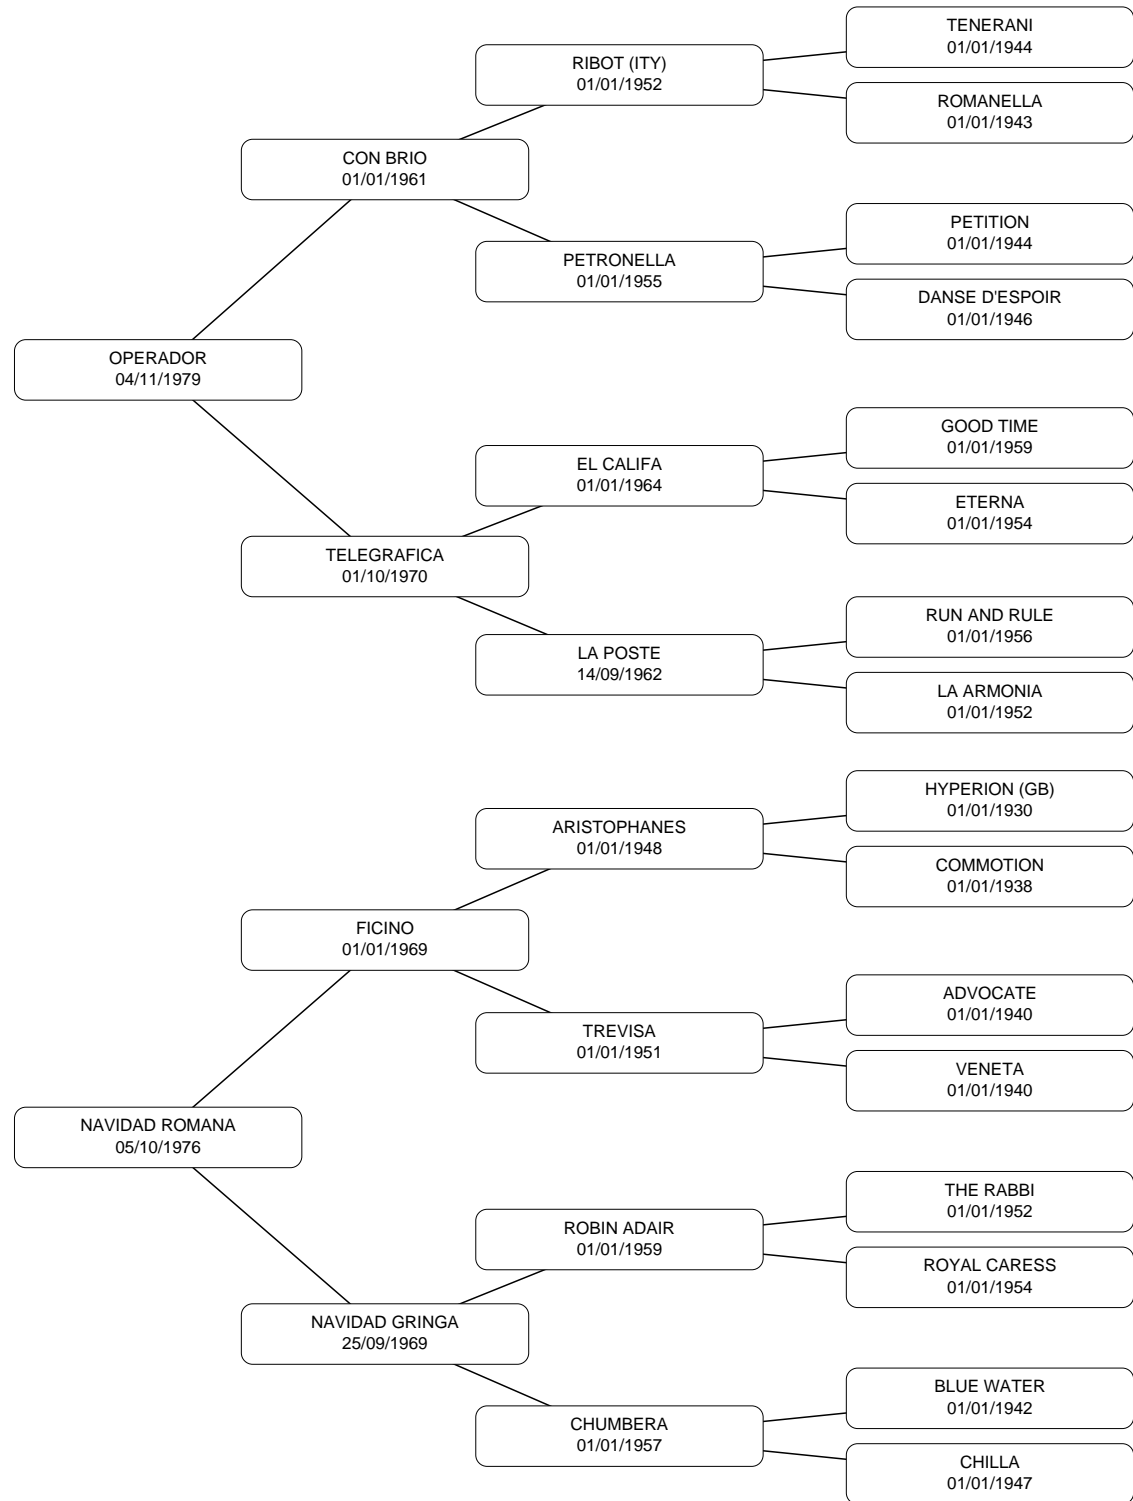 TENERANI
01/01/1944
RIBOT (ITY)
01/01/1952
ROMANELLA
01/01/1943
CON BRIO
01/01/1961
PETITION
01/01/1944
PETRONELLA
01/01/1955
DANSE D'ESPOIR
01/01/1946
OPERADOR
04/11/1979
GOOD TIME
01/01/1959
EL CALIFA
01/01/1964
ETERNA
01/01/1954
TELEGRAFICA
01/10/1970
RUN AND RULE
01/01/1956
LA POSTE
14/09/1962
LA ARMONIA
01/01/1952
HYPERION (GB)
01/01/1930
ARISTOPHANES
01/01/1948
COMMOTION
01/01/1938
FICINO
01/01/1969
ADVOCATE
01/01/1940
TREVISA
01/01/1951
VENETA
01/01/1940
NAVIDAD ROMANA
05/10/1976
THE RABBI
01/01/1952
ROBIN ADAIR
01/01/1959
ROYAL CARESS
01/01/1954
NAVIDAD GRINGA
25/09/1969
BLUE WATER
01/01/1942
CHUMBERA
01/01/1957
CHILLA
01/01/1947